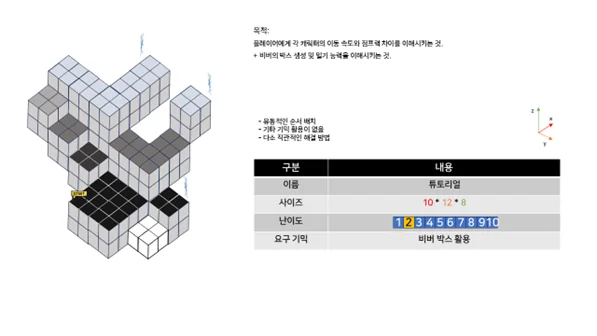 목적:
플레이어에게 각 캐릭터의 이동 속도와 점프력 차이를 이해시키는 것.
+ 비버의 박스 생성 및 밀기 능력을 이해시키는 것.
- 유동적인 순서 배치
- 기타 기믹 활용이 없음
- 다소 직관적인 해결 방법
z
x
Y
START
구분 내용
이름 튜토리얼
사이즈 10 * 12 * 8
난이도 1 2 3 4 5 6 7 8 9 10
요구 기믹 비버 박스 활용